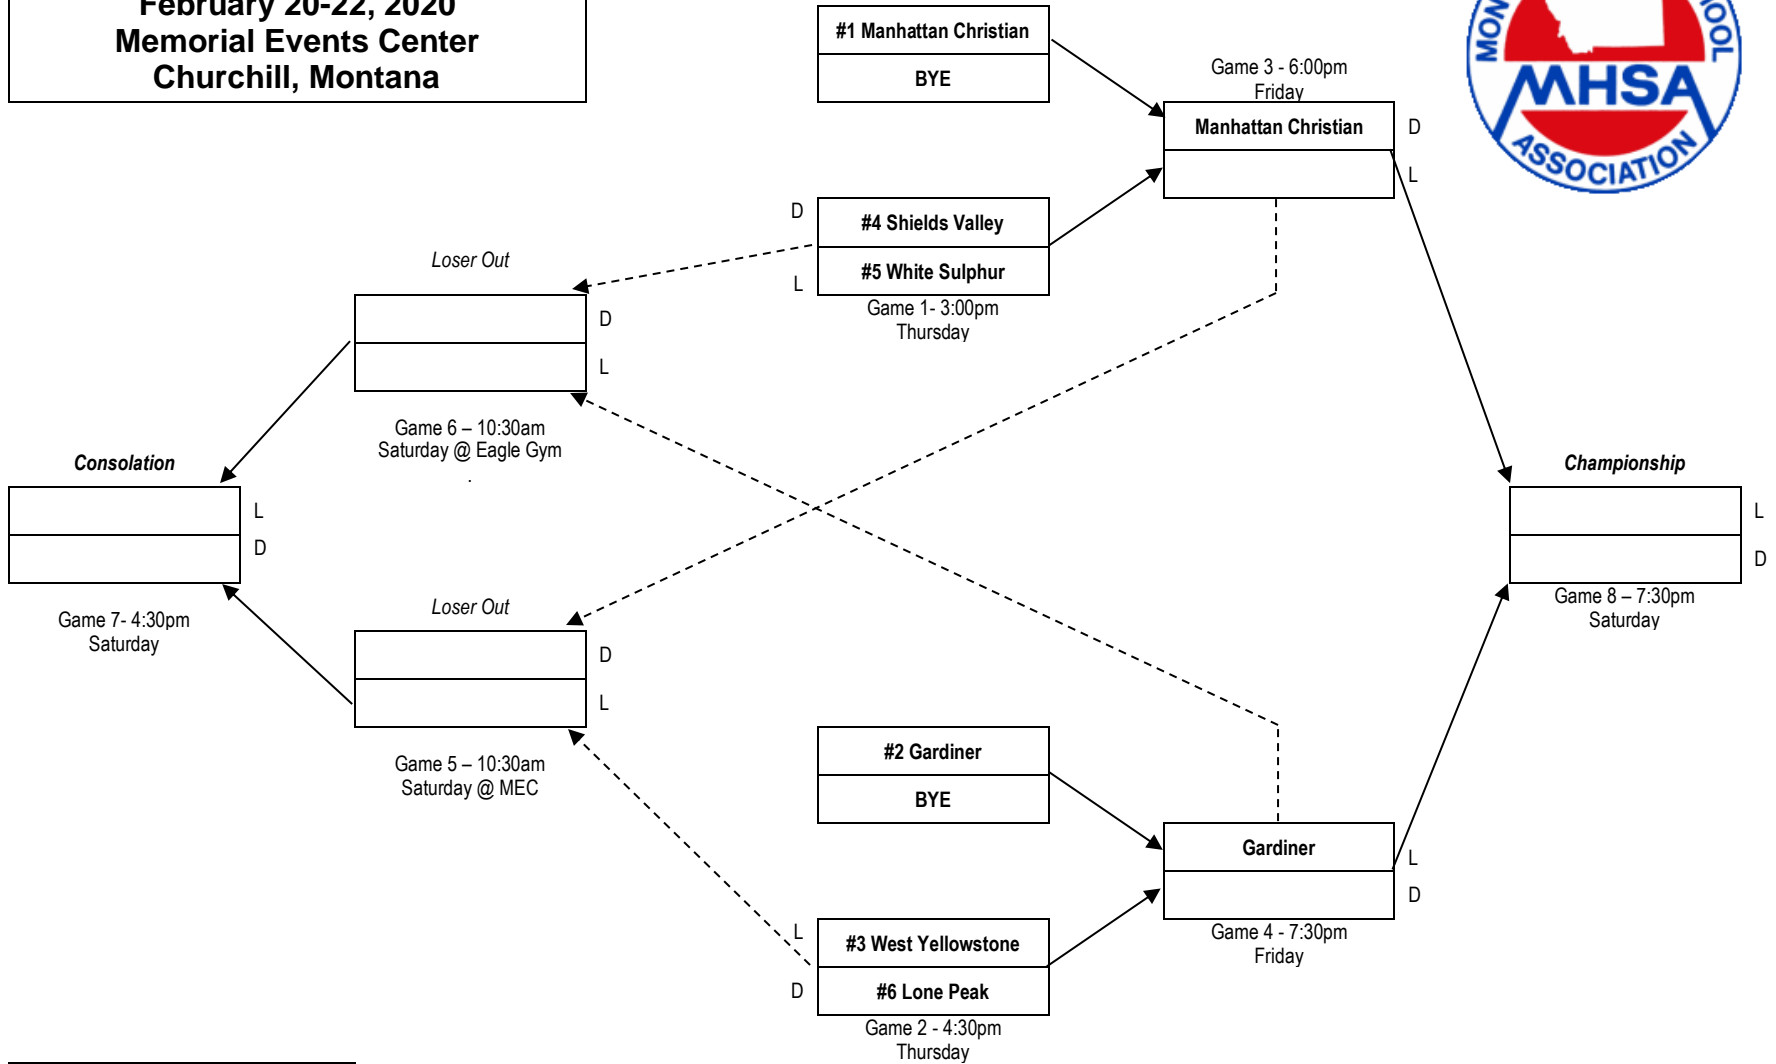 February 20-22, 2020
Memorial Events Center
Churchill, Montana
#1 Manhattan Christian
BYE
Game 3 - 6:00pm
Friday
Manhattan Christian
D
L
MHSA
ASSOCIATION
D
#4 Shields Valley
#5 White Sulphur
L
Game 1- 3:00pm
Thursday
Loser Out
D
L
Game 6 – 10:30am
Saturday @ Eagle Gym
.
Consolation
L
D
Game 7- 4:30pm
Saturday
Championship
L
D
Game 8 – 7:30pm
Saturday
Loser Out
D
L
Game 5 – 10:30am
Saturday @ MEC
#2 Gardiner
BYE
Gardiner
L
D
Game 4 - 7:30pm
Friday
L
#3 West Yellowstone
#6 Lone Peak
D
Game 2 - 4:30pm
Thursday